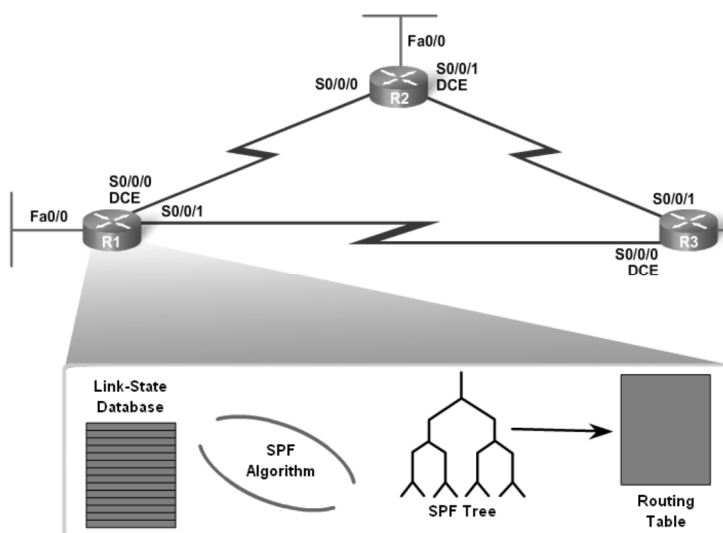 Fa0/0
S0/0/0
S0/0/1
DCE
R2
S0/0/0
DCE
Fa0/0
S0/0/1
R1
S0/0/1
R3
S0/0/0
DCE
Link-State
Database
SPF
Algorithm
SPF Tree
Routing
Table